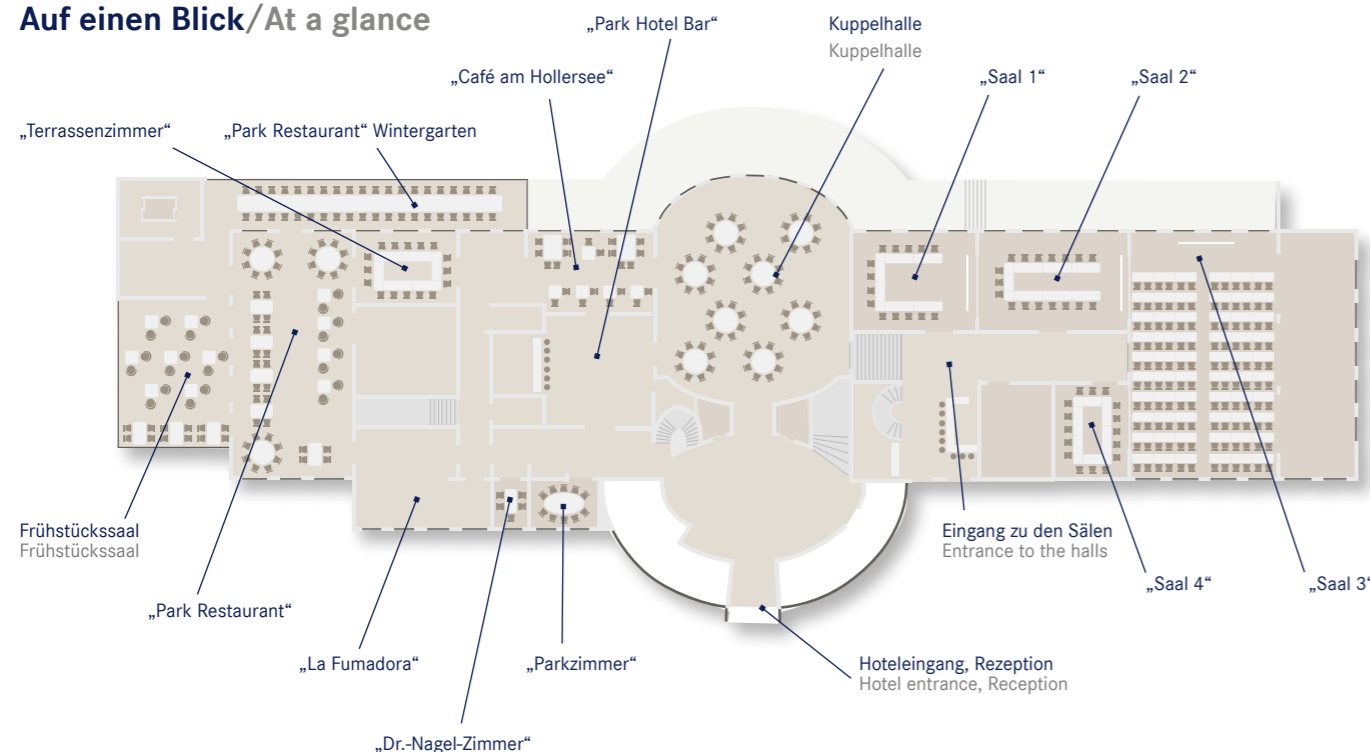 Auf einen Blick/At a glance
„Park Hotel Bar“
Kuppelhalle
Kuppelhalle
„Café am Hollersee“
„Saal 1“
„Saal 2“
„Terrassenzimmer“
„Park Restaurant“ Wintergarten
Frühstückssaal
Frühstückssaal
Eingang zu den Sälen
Entrance to the halls
„Park Restaurant“
„Saal 4“
„Saal 3“
„La Fumadora“
„Parkzimmer“
Hoteleingang, Rezeption
Hotel entrance, Reception
„Dr.-Nagel-Zimmer“